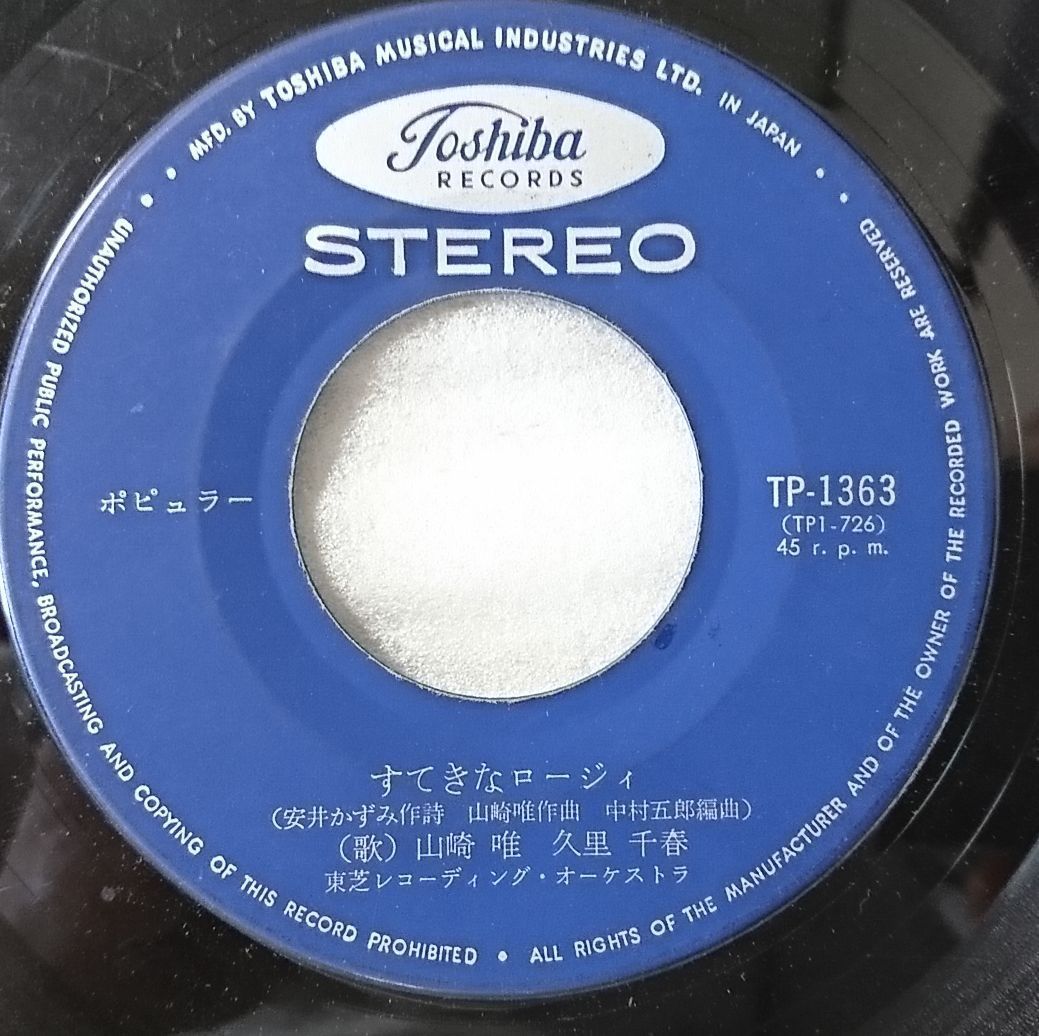 MFD. BY TOSHIBA MUSICAL INDUSTRIES LTD. IN JAPAN
Toshiba
RECORDS
STEREO
ポピュラー
TP-1363
(TP1-726)
45 r. p. m.
すてきなロージィ
(安井かずみ作詩 山崎唯作曲 中村五郎編曲)
(歌) 山崎 唯 久里 千春
東芝レコーディング・オーケストラ
UNAUTHORIZED PUBLIC PERFORMANCE, BROADCASTING AND COPYING OF THIS RECORD PROHIBITED • ALL RIGHTS OF THE MANUFACTURER AND OF THE OWNER OF THE RECORDED WORK ARE RESERVED